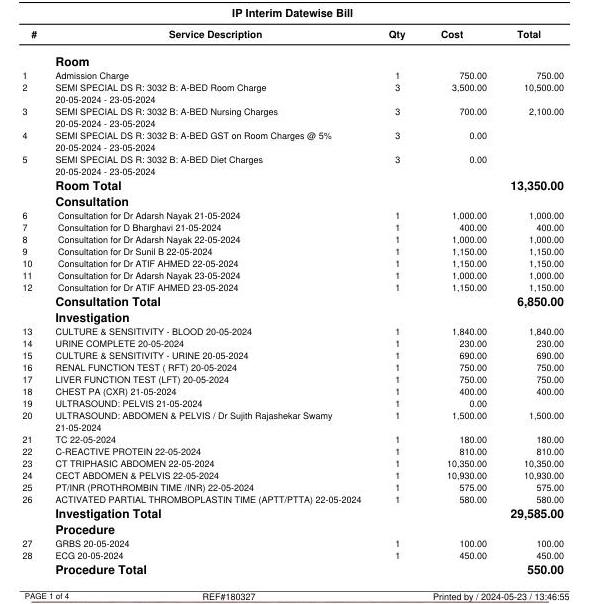 IP Interim Datewise Bill
# Service Description Qty Cost Total
Room
1 Admission Charge 1 750.00 750.00
2 SEMI SPECIAL DS R: 3032 B: A-BED Room Charge 3 3,500.00 10,500.00
20-05-2024 - 23-05-2024
3 SEMI SPECIAL DS R: 3032 B: A-BED Nursing Charges 3 700.00 2,100.00
20-05-2024 - 23-05-2024
4 SEMI SPECIAL DS R: 3032 B: A-BED GST on Room Charges @ 5% 3 0.00
20-05-2024 - 23-05-2024
5 SEMI SPECIAL DS R: 3032 B: A-BED Diet Charges 3 0.00
20-05-2024 - 23-05-2024
Room Total 13,350.00
Consultation
6 Consultation for Dr Adarsh Nayak 21-05-2024 1 1,000.00 1,000.00
7 Consultation for D Bharghavi 21-05-2024 1 400.00 400.00
8 Consultation for Dr Adarsh Nayak 22-05-2024 1 1,000.00 1,000.00
9 Consultation for Dr Sunil B 22-05-2024 1 1,150.00 1,150.00
10 Consultation for Dr ATIF AHMED 22-05-2024 1 1,150.00 1,150.00
11 Consultation for Dr Adarsh Nayak 23-05-2024 1 1,000.00 1,000.00
12 Consultation for Dr ATIF AHMED 23-05-2024 1 1,150.00 1,150.00
Consultation Total 6,850.00
Investigation
13 CULTURE & SENSITIVITY - BLOOD 20-05-2024 1 1,840.00 1,840.00
14 URINE COMPLETE 20-05-2024 1 230.00 230.00
15 CULTURE & SENSITIVITY - URINE 20-05-2024 1 690.00 690.00
16 RENAL FUNCTION TEST ( RFT) 20-05-2024 1 750.00 750.00
17 LIVER FUNCTION TEST (LFT) 20-05-2024 1 750.00 750.00
18 CHEST PA (CXR) 21-05-2024 1 400.00 400.00
19 ULTRASOUND: PELVIS 21-05-2024 1 0.00
20 ULTRASOUND: ABDOMEN & PELVIS / Dr Sujith Rajashekar Swamy 1 1,500.00 1,500.00
21-05-2024
21 TC 22-05-2024 1 180.00 180.00
22 C-REACTIVE PROTEIN 22-05-2024 1 810.00 810.00
23 CT TRIPHASIC ABDOMEN 22-05-2024 1 10,350.00 10,350.00
24 CECT ABDOMEN & PELVIS 22-05-2024 1 10,930.00 10,930.00
25 PT/INR (PROTHROMBIN TIME /INR) 22-05-2024 1 575.00 575.00
26 ACTIVATED PARTIAL THROMBOPLASTIN TIME (APTT/PTTA) 22-05-2024 1 580.00 580.00
Investigation Total 29,585.00
Procedure
27 GRBS 20-05-2024 1 100.00 100.00
28 ECG 20-05-2024 1 450.00 450.00
Procedure Total 550.00
PAGE 1 of 4 REF#180327 Printed by / 2024-05-23 / 13:46:55